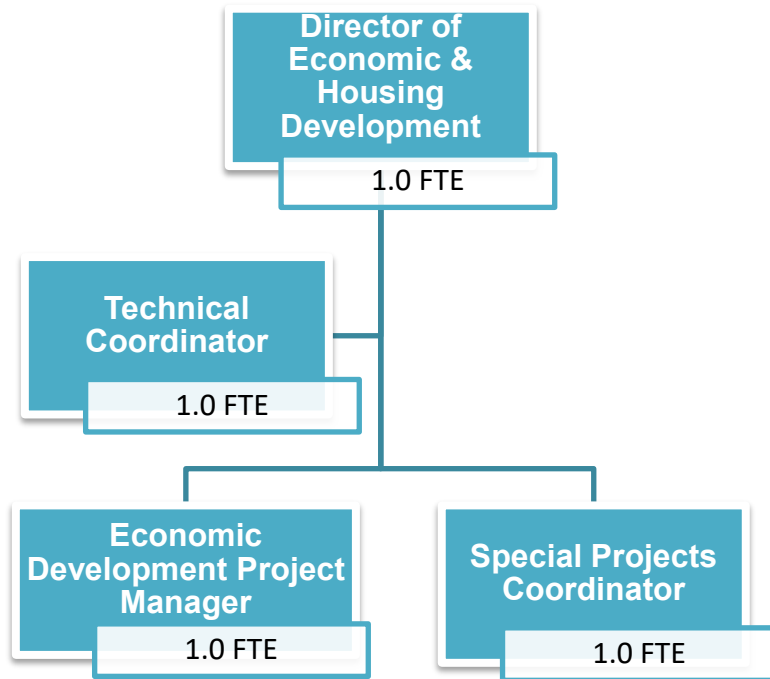 Director of
Economic &
Housing
Development
1.0 FTE
Technical
Coordinator
1.0 FTE
Economic
Development Project
Manager
1.0 FTE
Special Projects
Coordinator
1.0 FTE